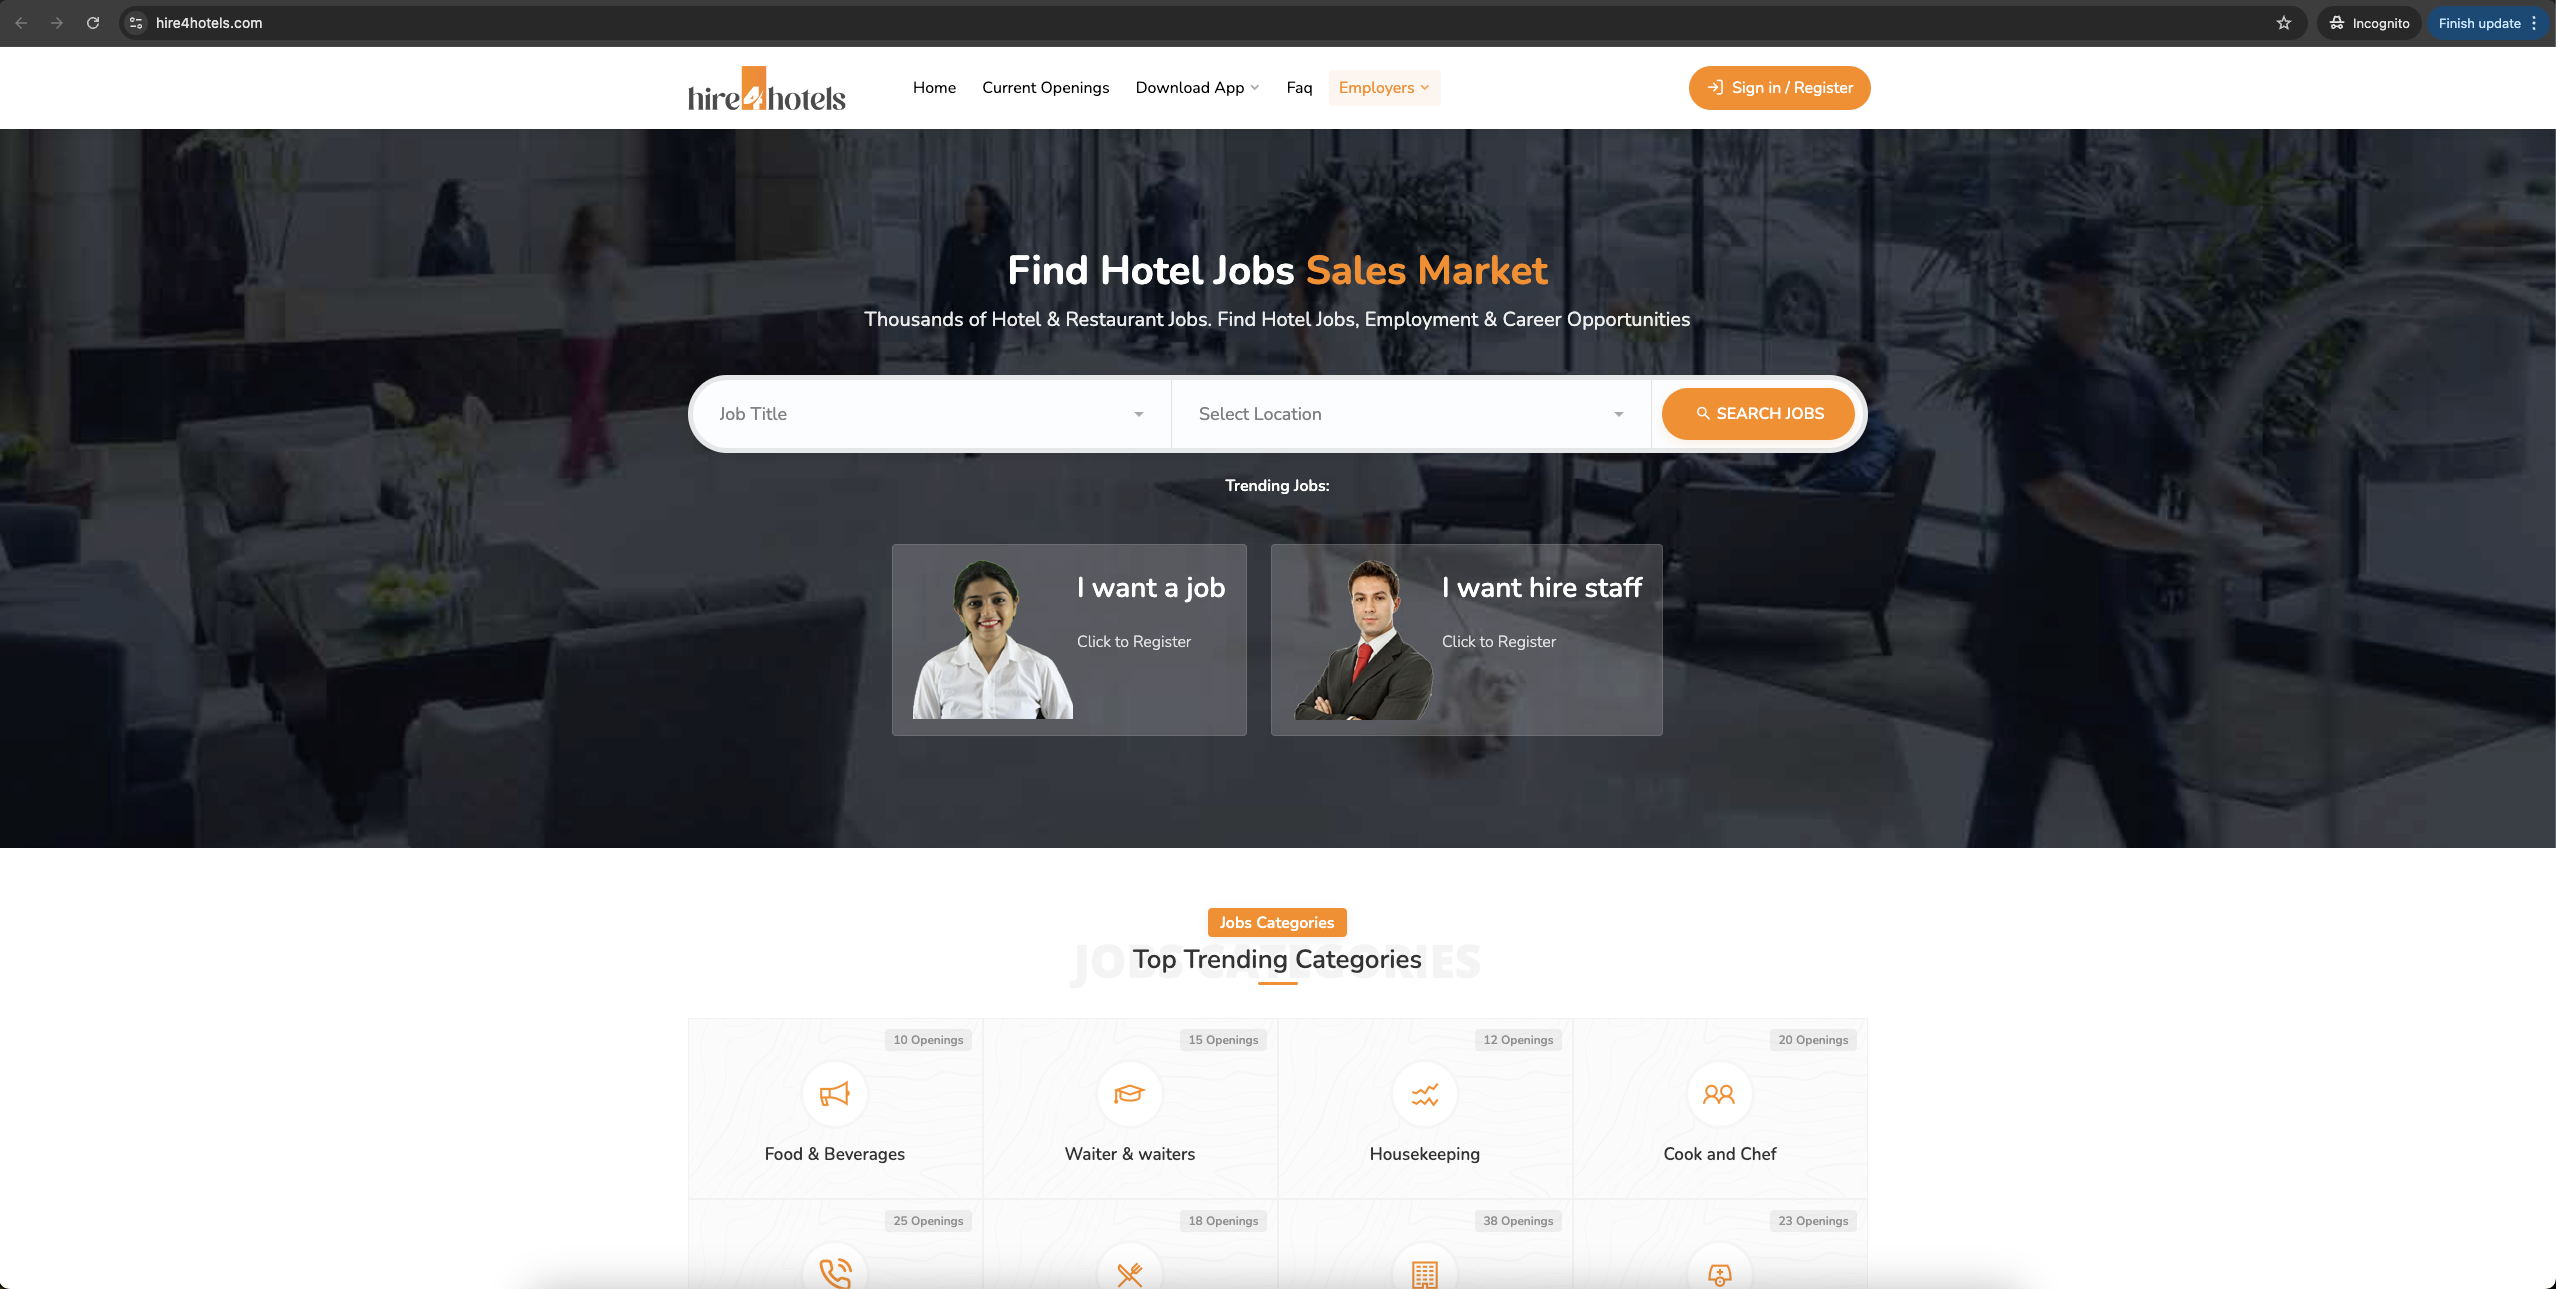 hire4hotels.com
Incognito
Finish update
hire4hotels
Home
Current Openings
Download App
Faq
Employers
Sign in / Register
Find Hotel Jobs Sales Market
Thousands of Hotel & Restaurant Jobs. Find Hotel Jobs, Employment & Career Opportunities
Job Title
Select Location
SEARCH JOBS
Trending Jobs:
I want a job
Click to Register
I want hire staff
Click to Register
Jobs Categories
JOBS CATEGORIES
Top Trending Categories
10 Openings
Food & Beverages
15 Openings
Waiter & waiters
12 Openings
Housekeeping
20 Openings
Cook and Chef
25 Openings
18 Openings
38 Openings
23 Openings